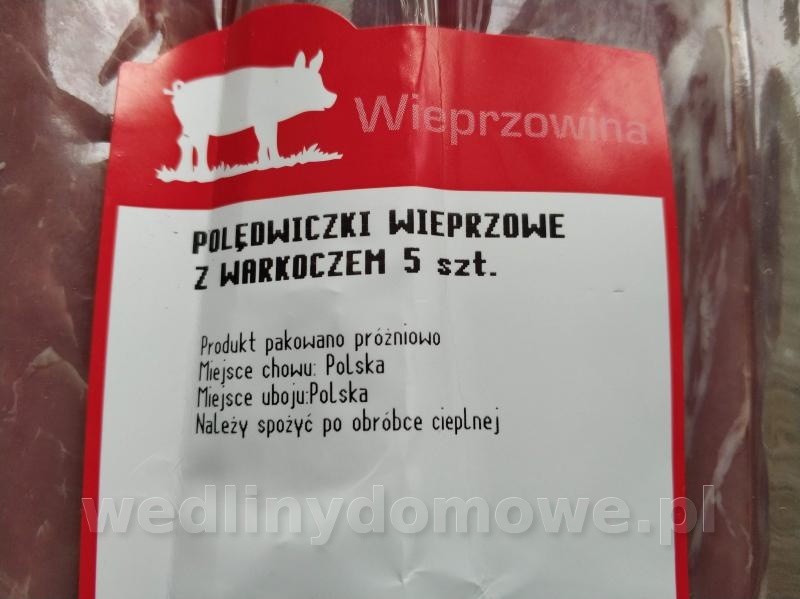 Wieprzowina
POLĘDWICZKI WIEPRZOWE
Z WARKOCZEM 5 szt.
Produkt pakowano próżniowo
Miejsce chowu: Polska
Miejsce uboju:Polska
Należy spożyć po obróbce cieplnej
wedlinydomowe.pl